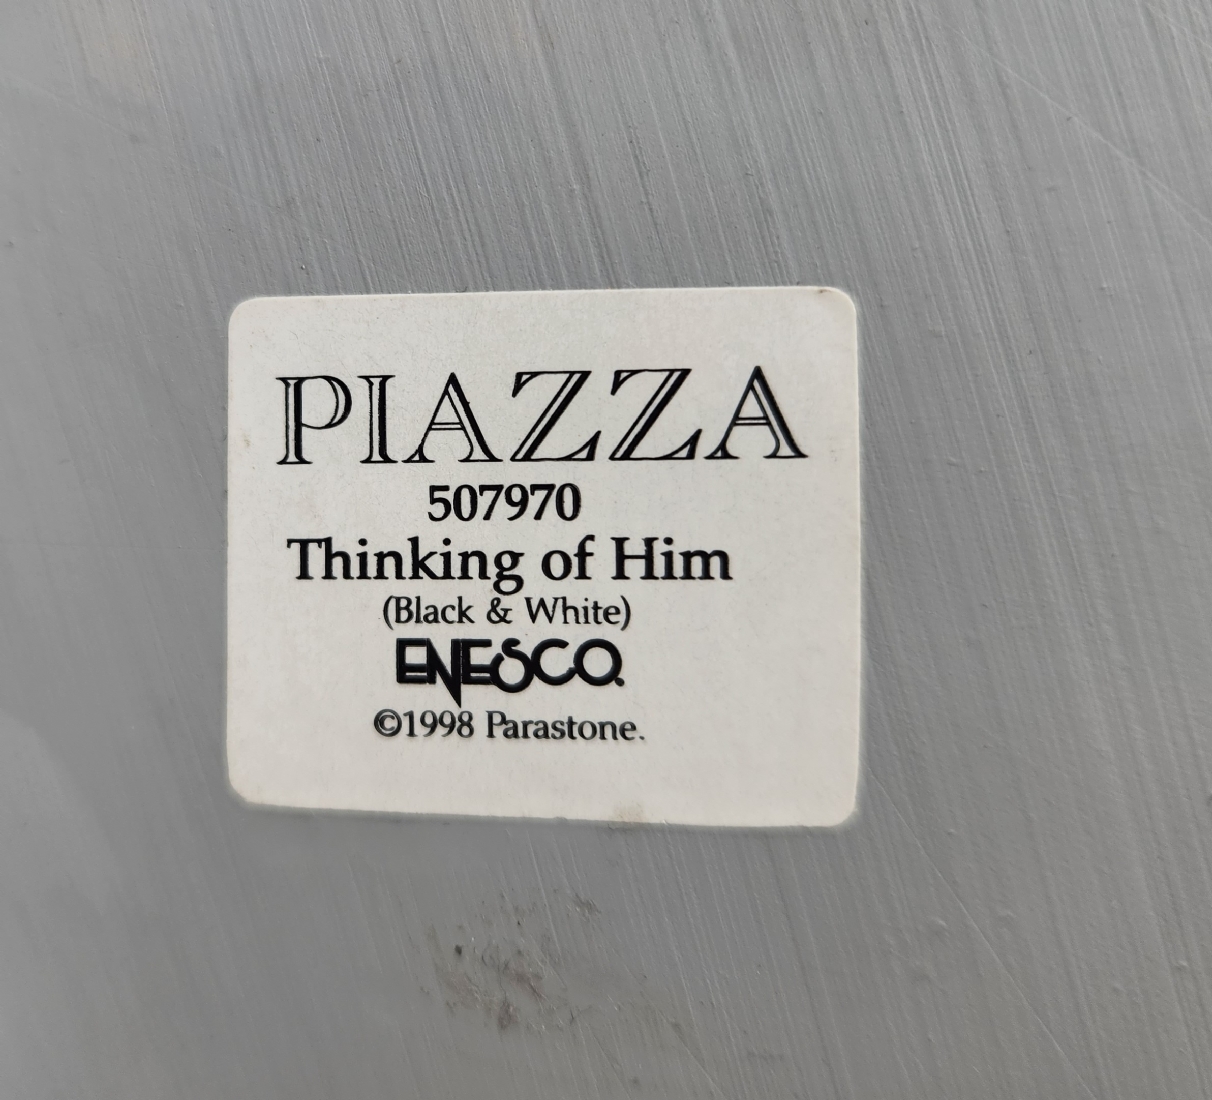 PIAZZA
507970
Thinking of Him
(Black & White)
ENESCO.
©1998 Parastone.